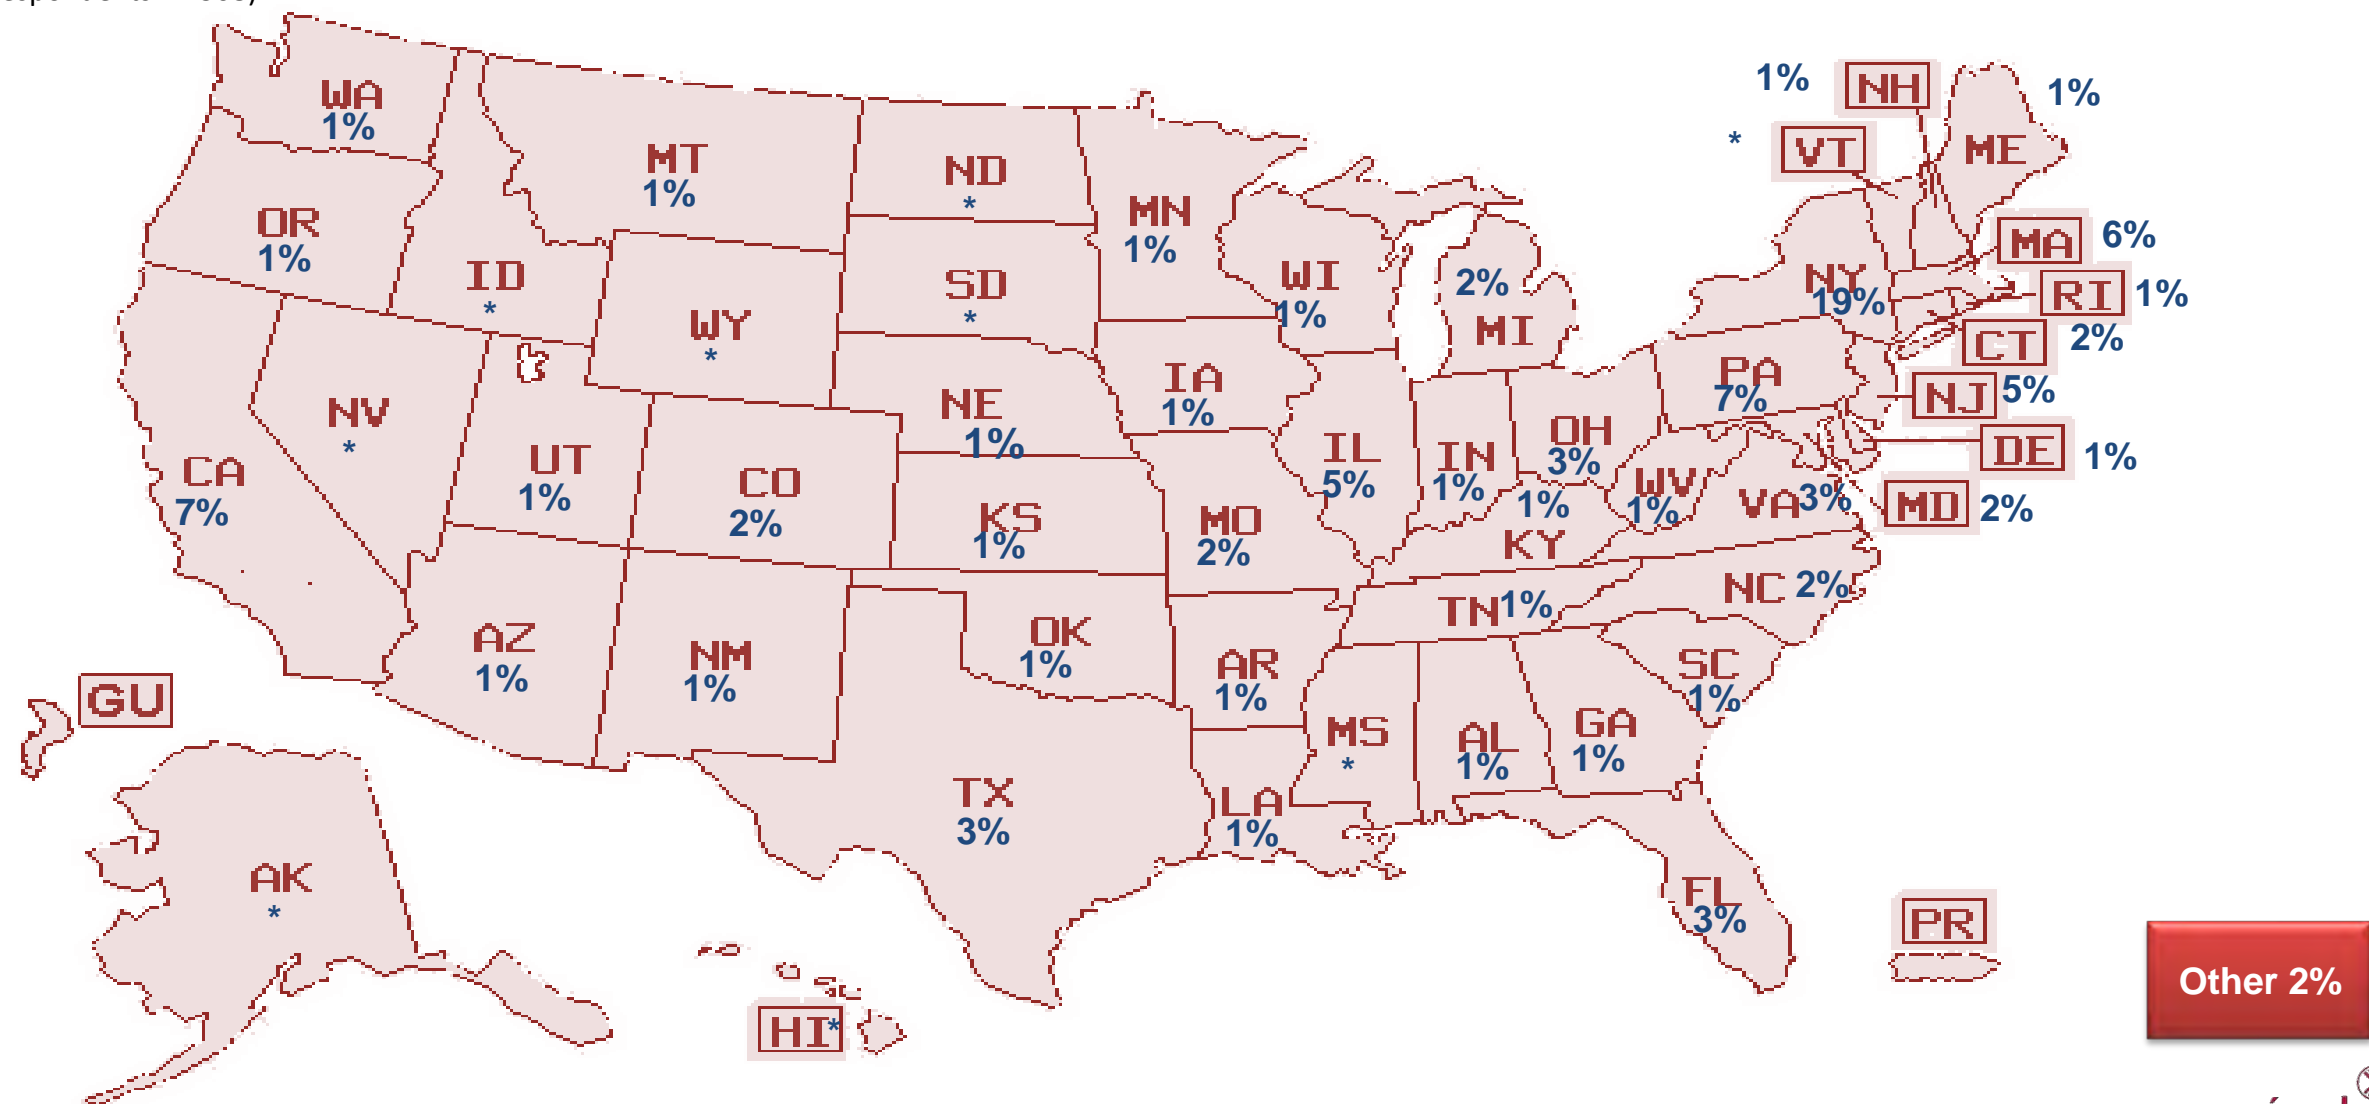 WA
1%
OR
1%
CA
7%
NV
*
ID
*
MT
1%
WY
*
UT
1%
AZ
1%
CO
2%
NM
1%
ND
*
SD
*
NE
1%
KS
1%
OK
1%
TX
3%
MN
1%
IA
1%
MO
2%
AR
1%
LA
1%
WI
1%
IL
5%
MS
*
2%
MI
IN
1%
OH
3%
1%
KY
TN 1%
AL
1%
GA
1%
FL
3%
SC
1%
NC 2%
WV
1%
VA 3%
PA
7%
NY
19%
1% NH
* VT
1%
ME
MA 6%
RI 1%
CT 2%
NJ 5%
DE 1%
MD 2%
GU
AK
*
HI *
PR
Other 2%